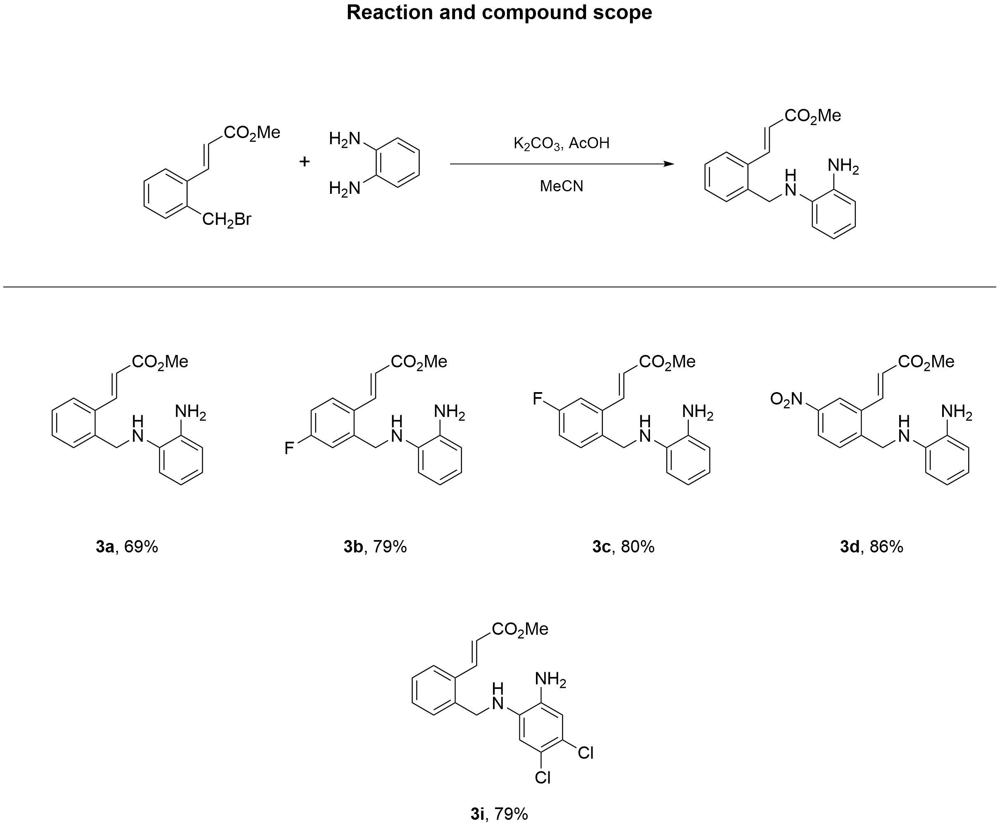 Reaction and compound scope
CO2Me
CH2Br
+
H2N
H2N
K2CO3, AcOH
MeCN
CO2Me
H
N
NH2
CO2Me
H
N
NH2
3a, 69%
CO2Me
F
H
N
NH2
3b, 79%
CO2Me
F
H
N
NH2
3c, 80%
CO2Me
O2N
H
N
NH2
3d, 86%
CO2Me
H
N
NH2
Cl
Cl
3i, 79%